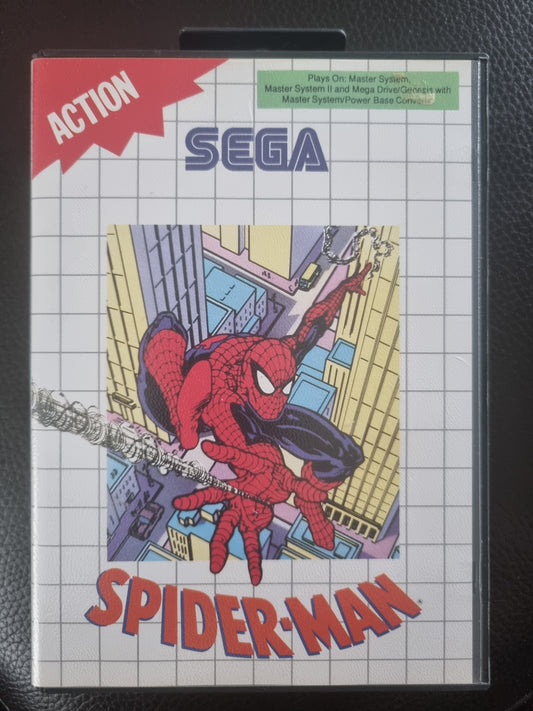 ACTION
Plays On: Master System,
Master System II and Mega Drive/Genesis with
Master System/Power Base Converter
SEGA
SPIDER-MAN